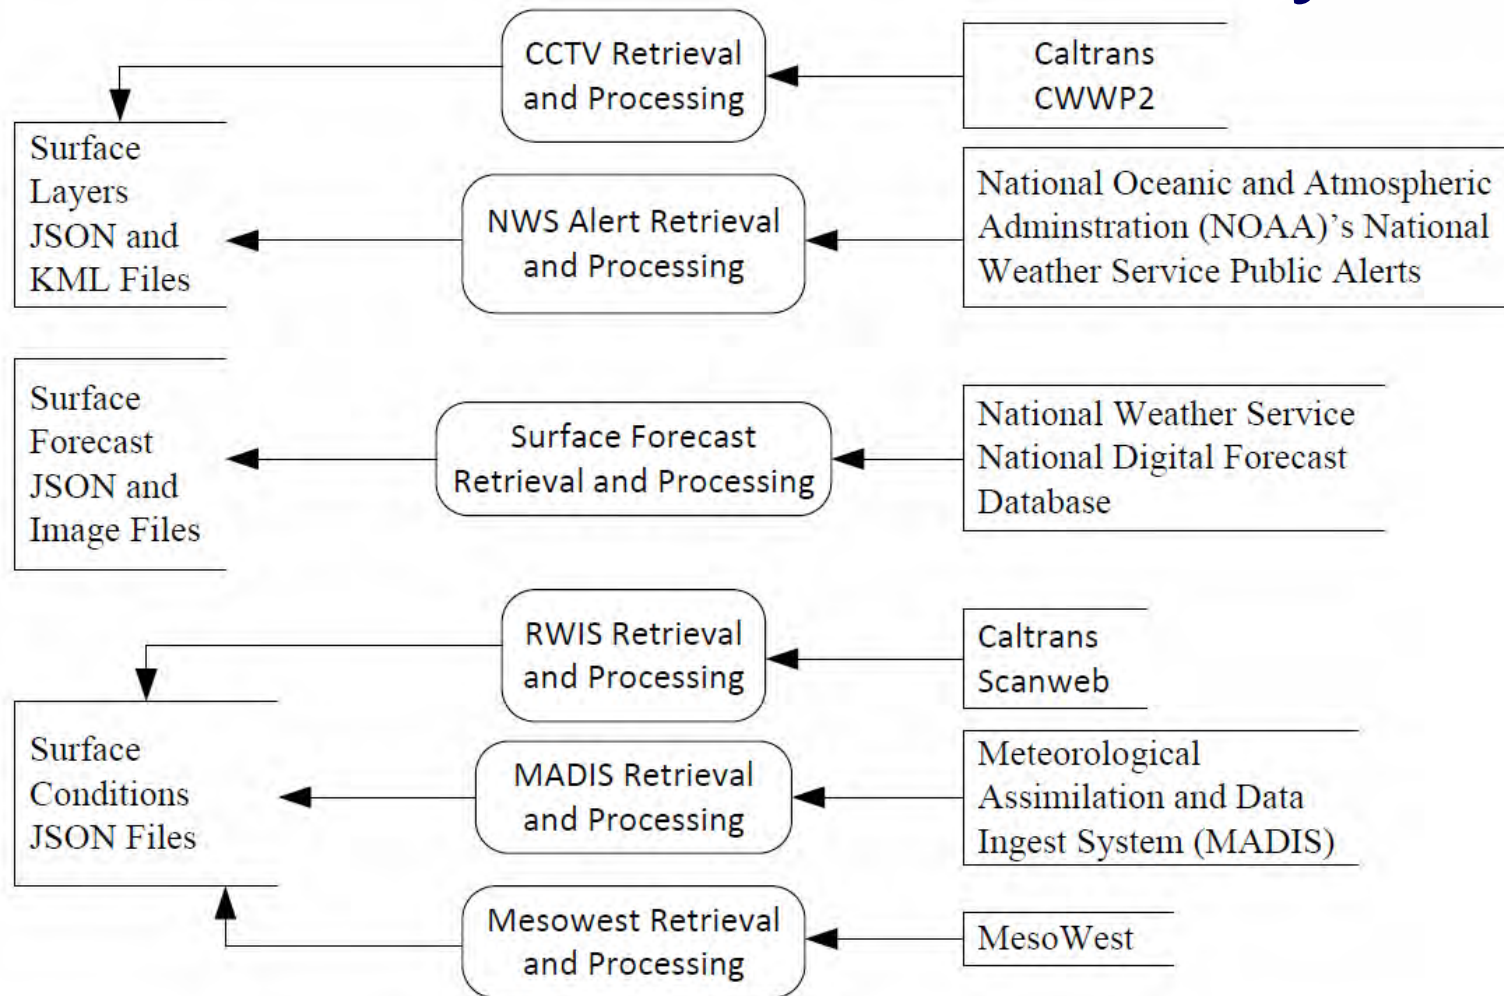 CCTV Retrieval
and Processing
Caltrans
CWWP2
Surface
Layers
JSON and
KML Files
NWS Alert Retrieval
and Processing
National Oceanic and Atmospheric
Adminstration (NOAA)’s National
Weather Service Public Alerts
Surface
Forecast
JSON and
Image Files
Surface Forecast
Retrieval and Processing
National Weather Service
National Digital Forecast
Database
RWIS Retrieval
and Processing
Caltrans
Scanweb
Surface
Conditions
JSON Files
MADIS Retrieval
and Processing
Meteorological
Assimilation and Data
Ingest System (MADIS)
Mesowest Retrieval
and Processing
MesoWest